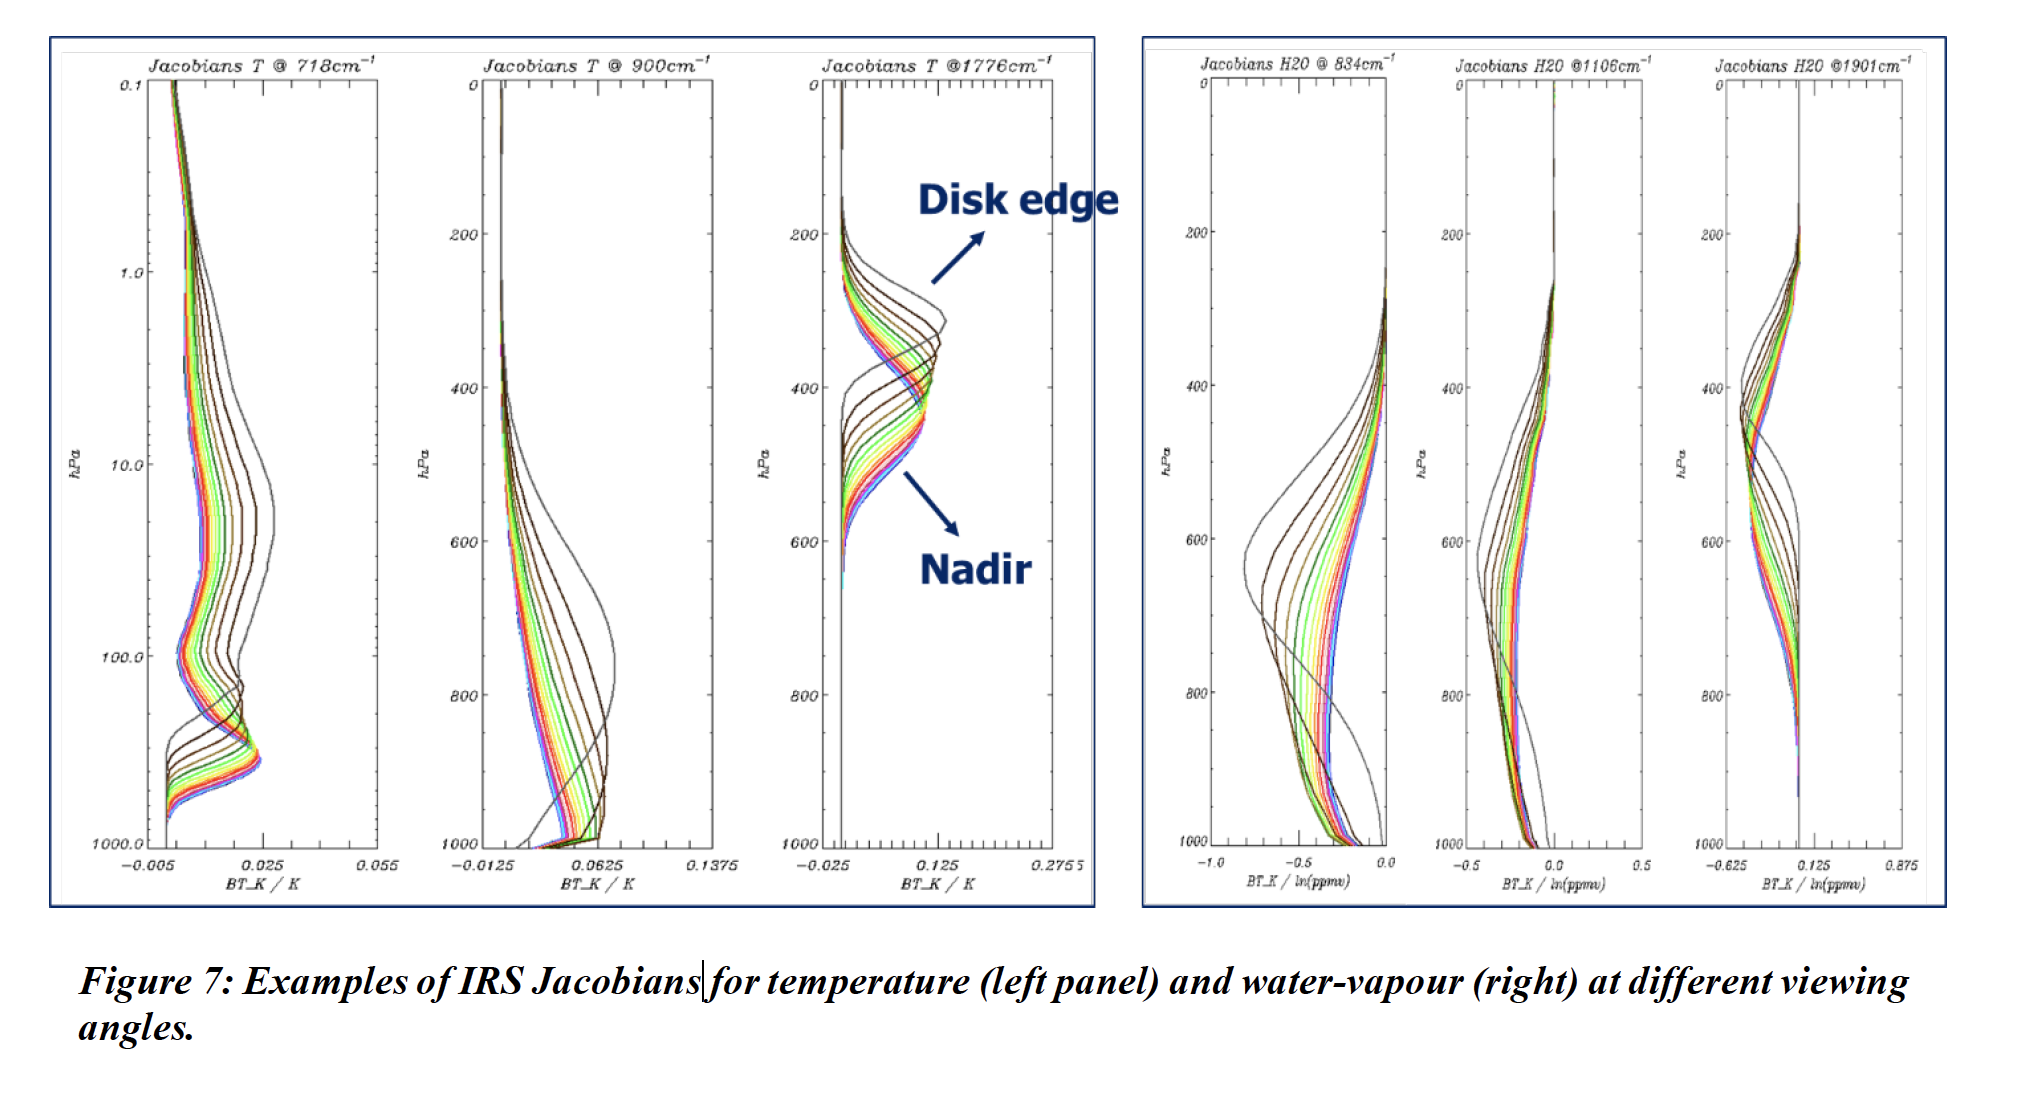 Jacobians T @ 718cm⁻¹
0.1
1.0
10.0
100.0
1000.0
hPa
-0.005 0.025 0.055
BT_K / K
Jacobians T @ 900cm⁻¹
0
200
400
600
800
1000
hPa
-0.0125 0.0625 0.1375
BT_K / K
Jacobians T @1776cm⁻¹
0
200
400
600
800
1000
hPa
-0.025 0.125 0.275
BT_K / K
Disk edge
Nadir
Jacobians H20 @ 834cm⁻¹
0
200
400
600
800
1000
hPa
-1.0 -0.5 0.0
BT_K / ln(ppmv)
Jacobians H20 @1106cm⁻¹
0
200
400
600
800
1000
hPa
-0.5 0.0 0.5
BT_K / ln(ppmv)
Jacobians H20 @1901cm⁻¹
0
200
400
600
800
1000
hPa
-0.625 0.125 0.875
BT_K / ln(ppmv)
Figure 7: Examples of IRS Jacobians for temperature (left panel) and water-vapour (right) at different viewing
angles.